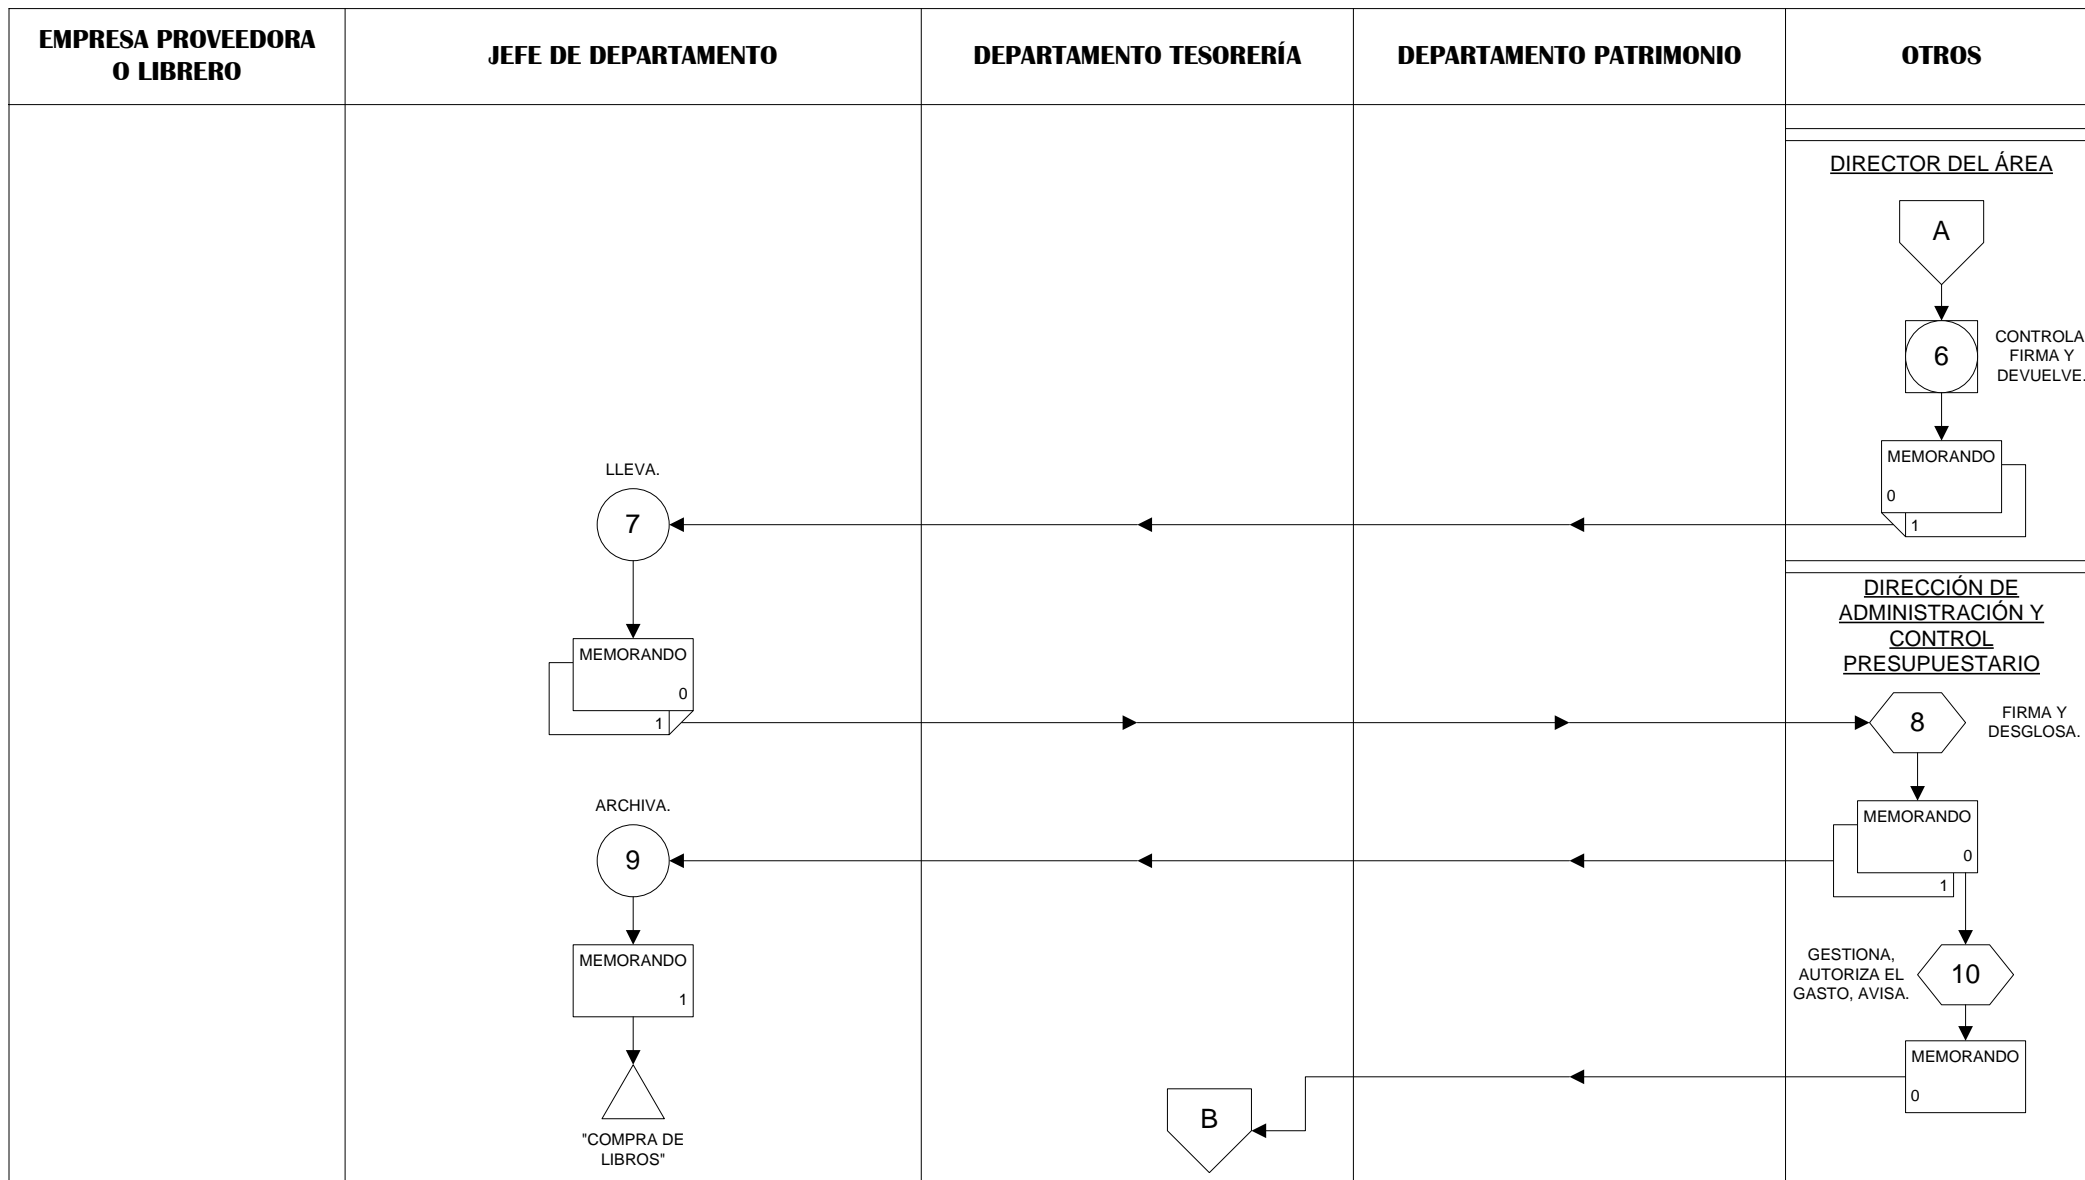 EMPRESA PROVEEDORA
O LIBRERO
JEFE DE DEPARTAMENTO
DEPARTAMENTO TESORERÍA
DEPARTAMENTO PATRIMONIO
OTROS
DIRECTOR DEL ÁREA
A
6
CONTROLA
FIRMA Y
DEVUELVE.
MEMORANDO
0
1
LLEVA.
7
MEMORANDO
0
1
DIRECCIÓN DE
ADMINISTRACIÓN Y
CONTROL
PRESUPUESTARIO
8
FIRMA Y
DESGLOSA.
MEMORANDO
0
1
ARCHIVA.
9
MEMORANDO
1
"COMPRA DE
LIBROS"
GESTIONA,
AUTORIZA EL
GASTO, AVISA.
10
MEMORANDO
0
B